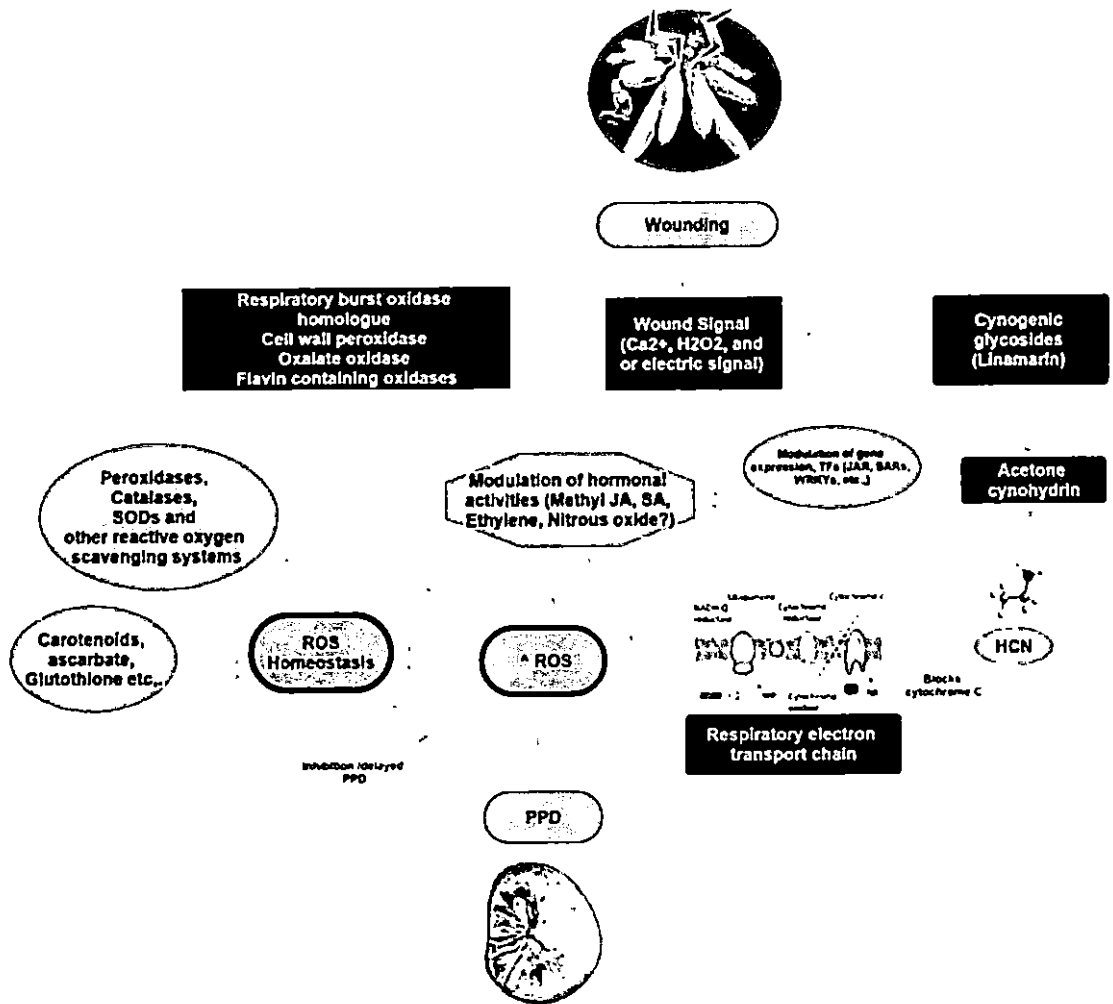 Wounding
Respiratory burst oxidase
homologue
Cell wall peroxidase
Oxalate oxidase
Flavin containing oxidases
Wound Signal
(Ca2+, H2O2, and
or electric signal)
Cynogenic
glycosides
(Linamarin)
Peroxidases,
Catalases,
SODs and
other reactive oxygen
scavenging systems
Modulation of hormonal
activities (Methyl JA, SA,
Ethylene, Nitrous oxide?)
Modulation of gene
expression, TFs (JAR, SARs,
WRKYs, etc.,)
Acetone
cynohydrin
Carotenoids,
ascarbate,
Glutothione etc,.
ROS
Homeostasis
ROS
Cytochrome c
Cytochrome
HCN
Blocks
cytochrome C
Cytochrome
Respiratory electron
transport chain
Inhibition /delayed
PPD
PPD